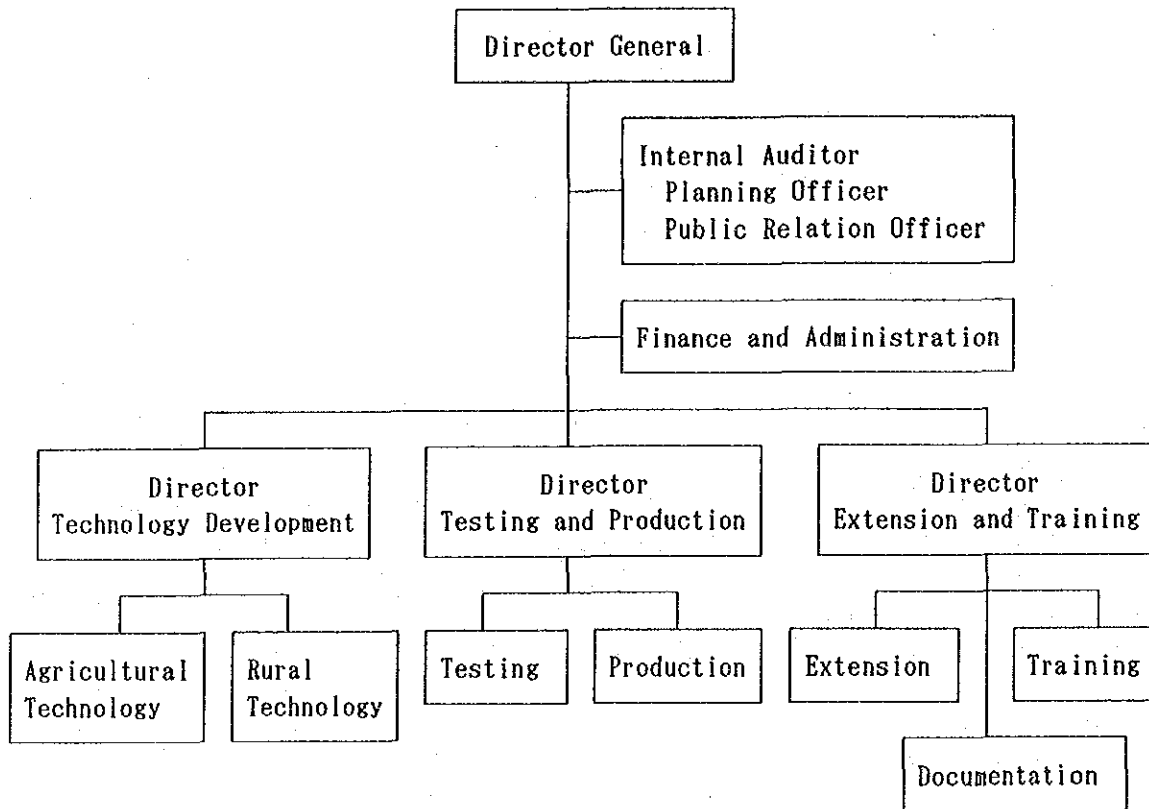 Director General
Internal Auditor
Planning Officer
Public Relation Officer
Finance and Administration
Director
Technology Development
Director
Testing and Production
Director
Extension and Training
Agricultural
Technology
Rural
Technology
Testing
Production
Extension
Training
Documentation